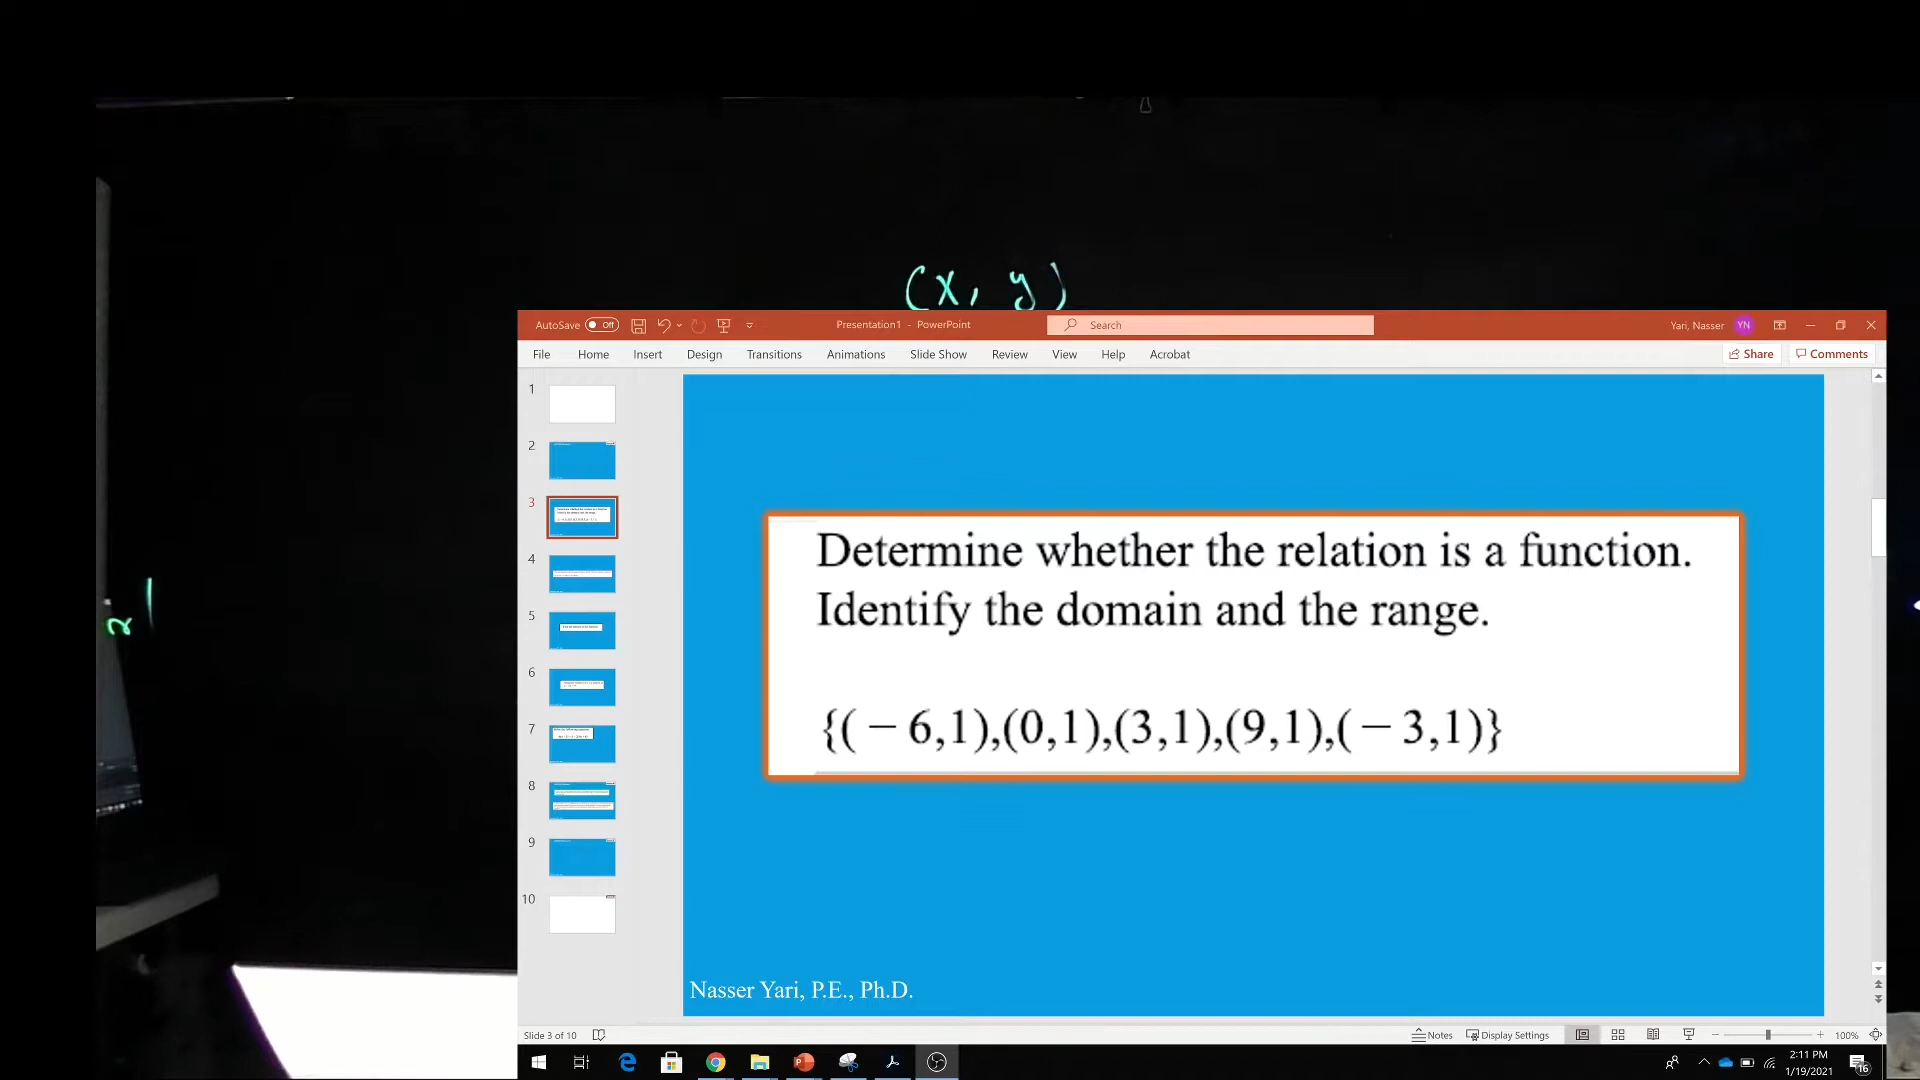 (x, y)
AutoSave Off
Presentation1 - PowerPoint
Search
Yari, Nasser YN
File Home Insert Design Transitions Animations Slide Show Review View Help Acrobat
Share Comments
1
2
3
4
5
6
7
8
9
10
Determine whether the relation is a function.
Identify the domain and the range.
{(-6,1),(0,1),(3,1),(9,1),(-3,1)}
Nasser Yari, P.E., Ph.D.
Slide 3 of 10
Notes Display Settings 100%
2:11 PM
1/19/2021
16